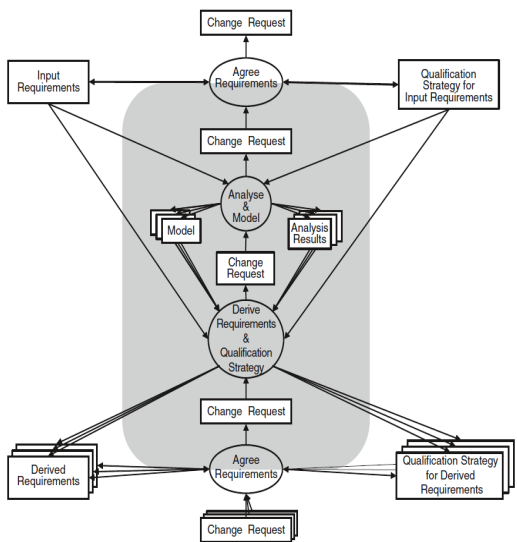 Change Request
Input
Requirements
Agree
Requirements
Qualification
Strategy for
Input Requirements
Change Request
Analyse
&
Model
Model
Analysis
Results
Change
Request
Derive
Requirements
&
Qualification
Strategy
Change Request
Derived
Requirements
Agree
Requirements
Qualification Strategy
for Derived
Requirements
Change Request